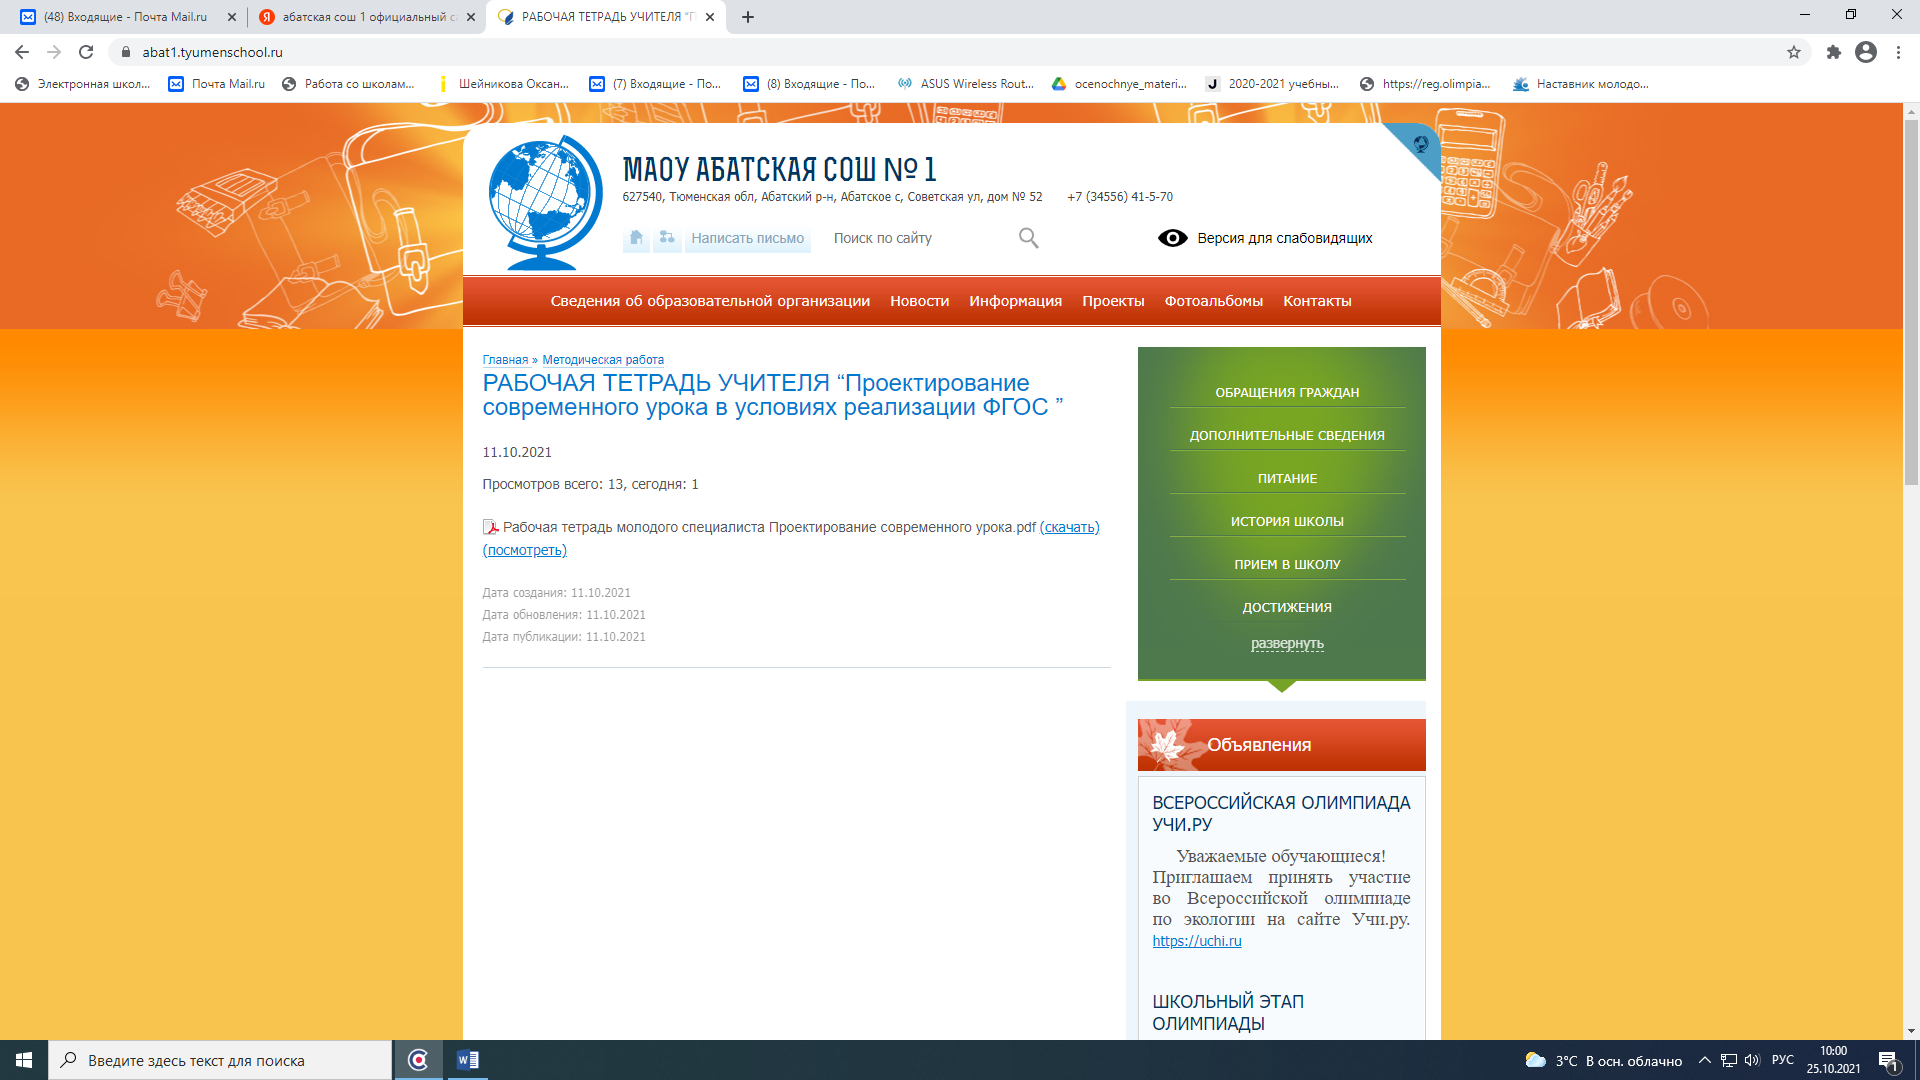 (48) Входящие - Почта Mail.ru
абатская сош 1 официальный са
РАБОЧАЯ ТЕТРАДЬ УЧИТЕЛЯ "П
abat1.tyumenschool.ru
Электронная школ...
Почта Mail.ru
Работа со школам...
Шейникова Оксан...
(7) Входящие - По...
(8) Входящие - По...
ASUS Wireless Rout...
ocenochnye_materi...
2020-2021 учебны...
https://reg.olimpia...
Наставник молодо...
МАОУ АБАТСКАЯ СОШ № 1
627540, Тюменская обл, Абатский р-н, Абатское с, Советская ул, дом № 52 +7 (34556) 41-5-70
Написать письмо Поиск по сайту Версия для слабовидящих
Сведения об образовательной организации Новости Информация Проекты Фотоальбомы Контакты
Главная » Методическая работа
РАБОЧАЯ ТЕТРАДЬ УЧИТЕЛЯ “Проектирование
современного урока в условиях реализации ФГОС ”
11.10.2021
Просмотров всего: 13, сегодня: 1
Рабочая тетрадь молодого специалиста Проектирование современного урока.pdf (скачать)
(посмотреть)
Дата создания: 11.10.2021
Дата обновления: 11.10.2021
Дата публикации: 11.10.2021
ОБРАЩЕНИЯ ГРАЖДАН
ДОПОЛНИТЕЛЬНЫЕ СВЕДЕНИЯ
ПИТАНИЕ
ИСТОРИЯ ШКОЛЫ
ПРИЕМ В ШКОЛУ
ДОСТИЖЕНИЯ
развернуть
Объявления
ВСЕРОССИЙСКАЯ ОЛИМПИАДА
УЧИ.РУ
Уважаемые обучающиеся!
Приглашаем принять участие
во Всероссийской олимпиаде
по экологии на сайте Учи.ру.
https://uchi.ru
ШКОЛЬНЫЙ ЭТАП
ОЛИМПИАДЫ
Введите здесь текст для поиска
3°C В осн. облачно
РУС
10:00
25.10.2021
1